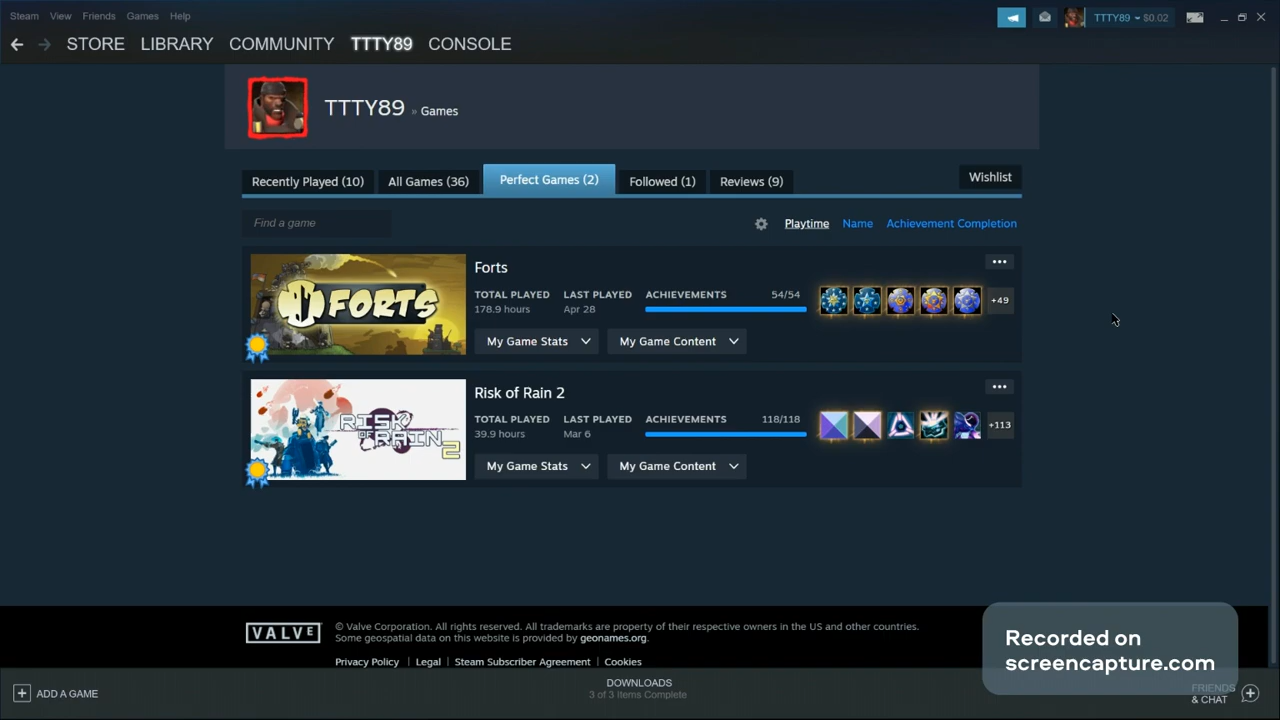 Steam View Friends Games Help
TTTY89 $0.02
STORE LIBRARY COMMUNITY TTTY89 CONSOLE
TTTY89 » Games
Recently Played (10) All Games (36) Perfect Games (2) Followed (1) Reviews (9) Wishlist
Find a game Playtime Name Achievement Completion
FORTS
Forts
TOTAL PLAYED LAST PLAYED ACHIEVEMENTS 54/54
178.9 hours Apr 28
+49
My Game Stats My Game Content
RISK OF RAIN 2
Risk of Rain 2
TOTAL PLAYED LAST PLAYED ACHIEVEMENTS 118/118
39.9 hours Mar 6
+113
My Game Stats My Game Content
VALVE
© Valve Corporation. All rights reserved. All trademarks are property of their respective owners in the US and other countries.
Some geospatial data on this website is provided by geonames.org.
Privacy Policy | Legal | Steam Subscriber Agreement | Cookies
Recorded on
screencapture.com
ADD A GAME
DOWNLOADS
3 of 3 Items Complete
FRIENDS
& CHAT